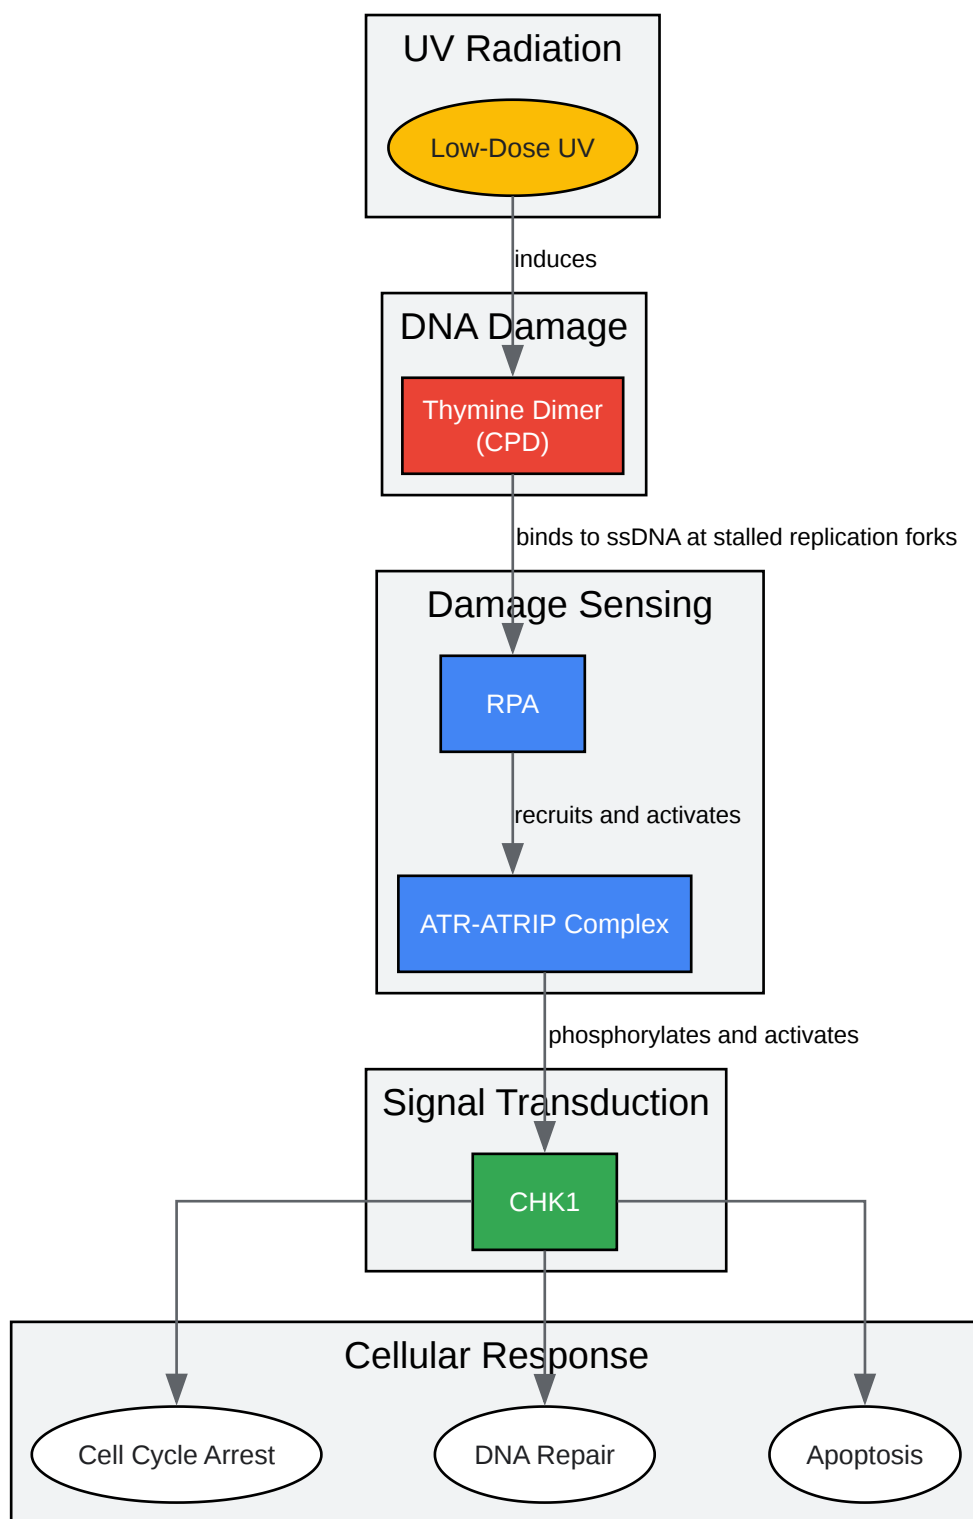 UV Radiation
Low-Dose UV
induces
DNA Damage
Thymine Dimer
(CPD)
binds to ssDNA at stalled replication forks
Damage Sensing
RPA
recruits and activates
ATR-ATRIP Complex
phosphorylates and activates
Signal Transduction
CHK1
Cellular Response
Cell Cycle Arrest
DNA Repair
Apoptosis